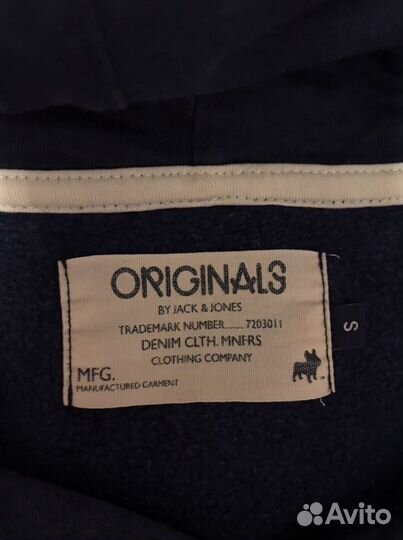 ORIGINALS
BY JACK & JONES
TRADEMARK NUMBER........7203011
DENIM CLTH. MNFRS
CLOTHING COMPANY
MFG.
MANUFACTURED GARMENT
S
Avito